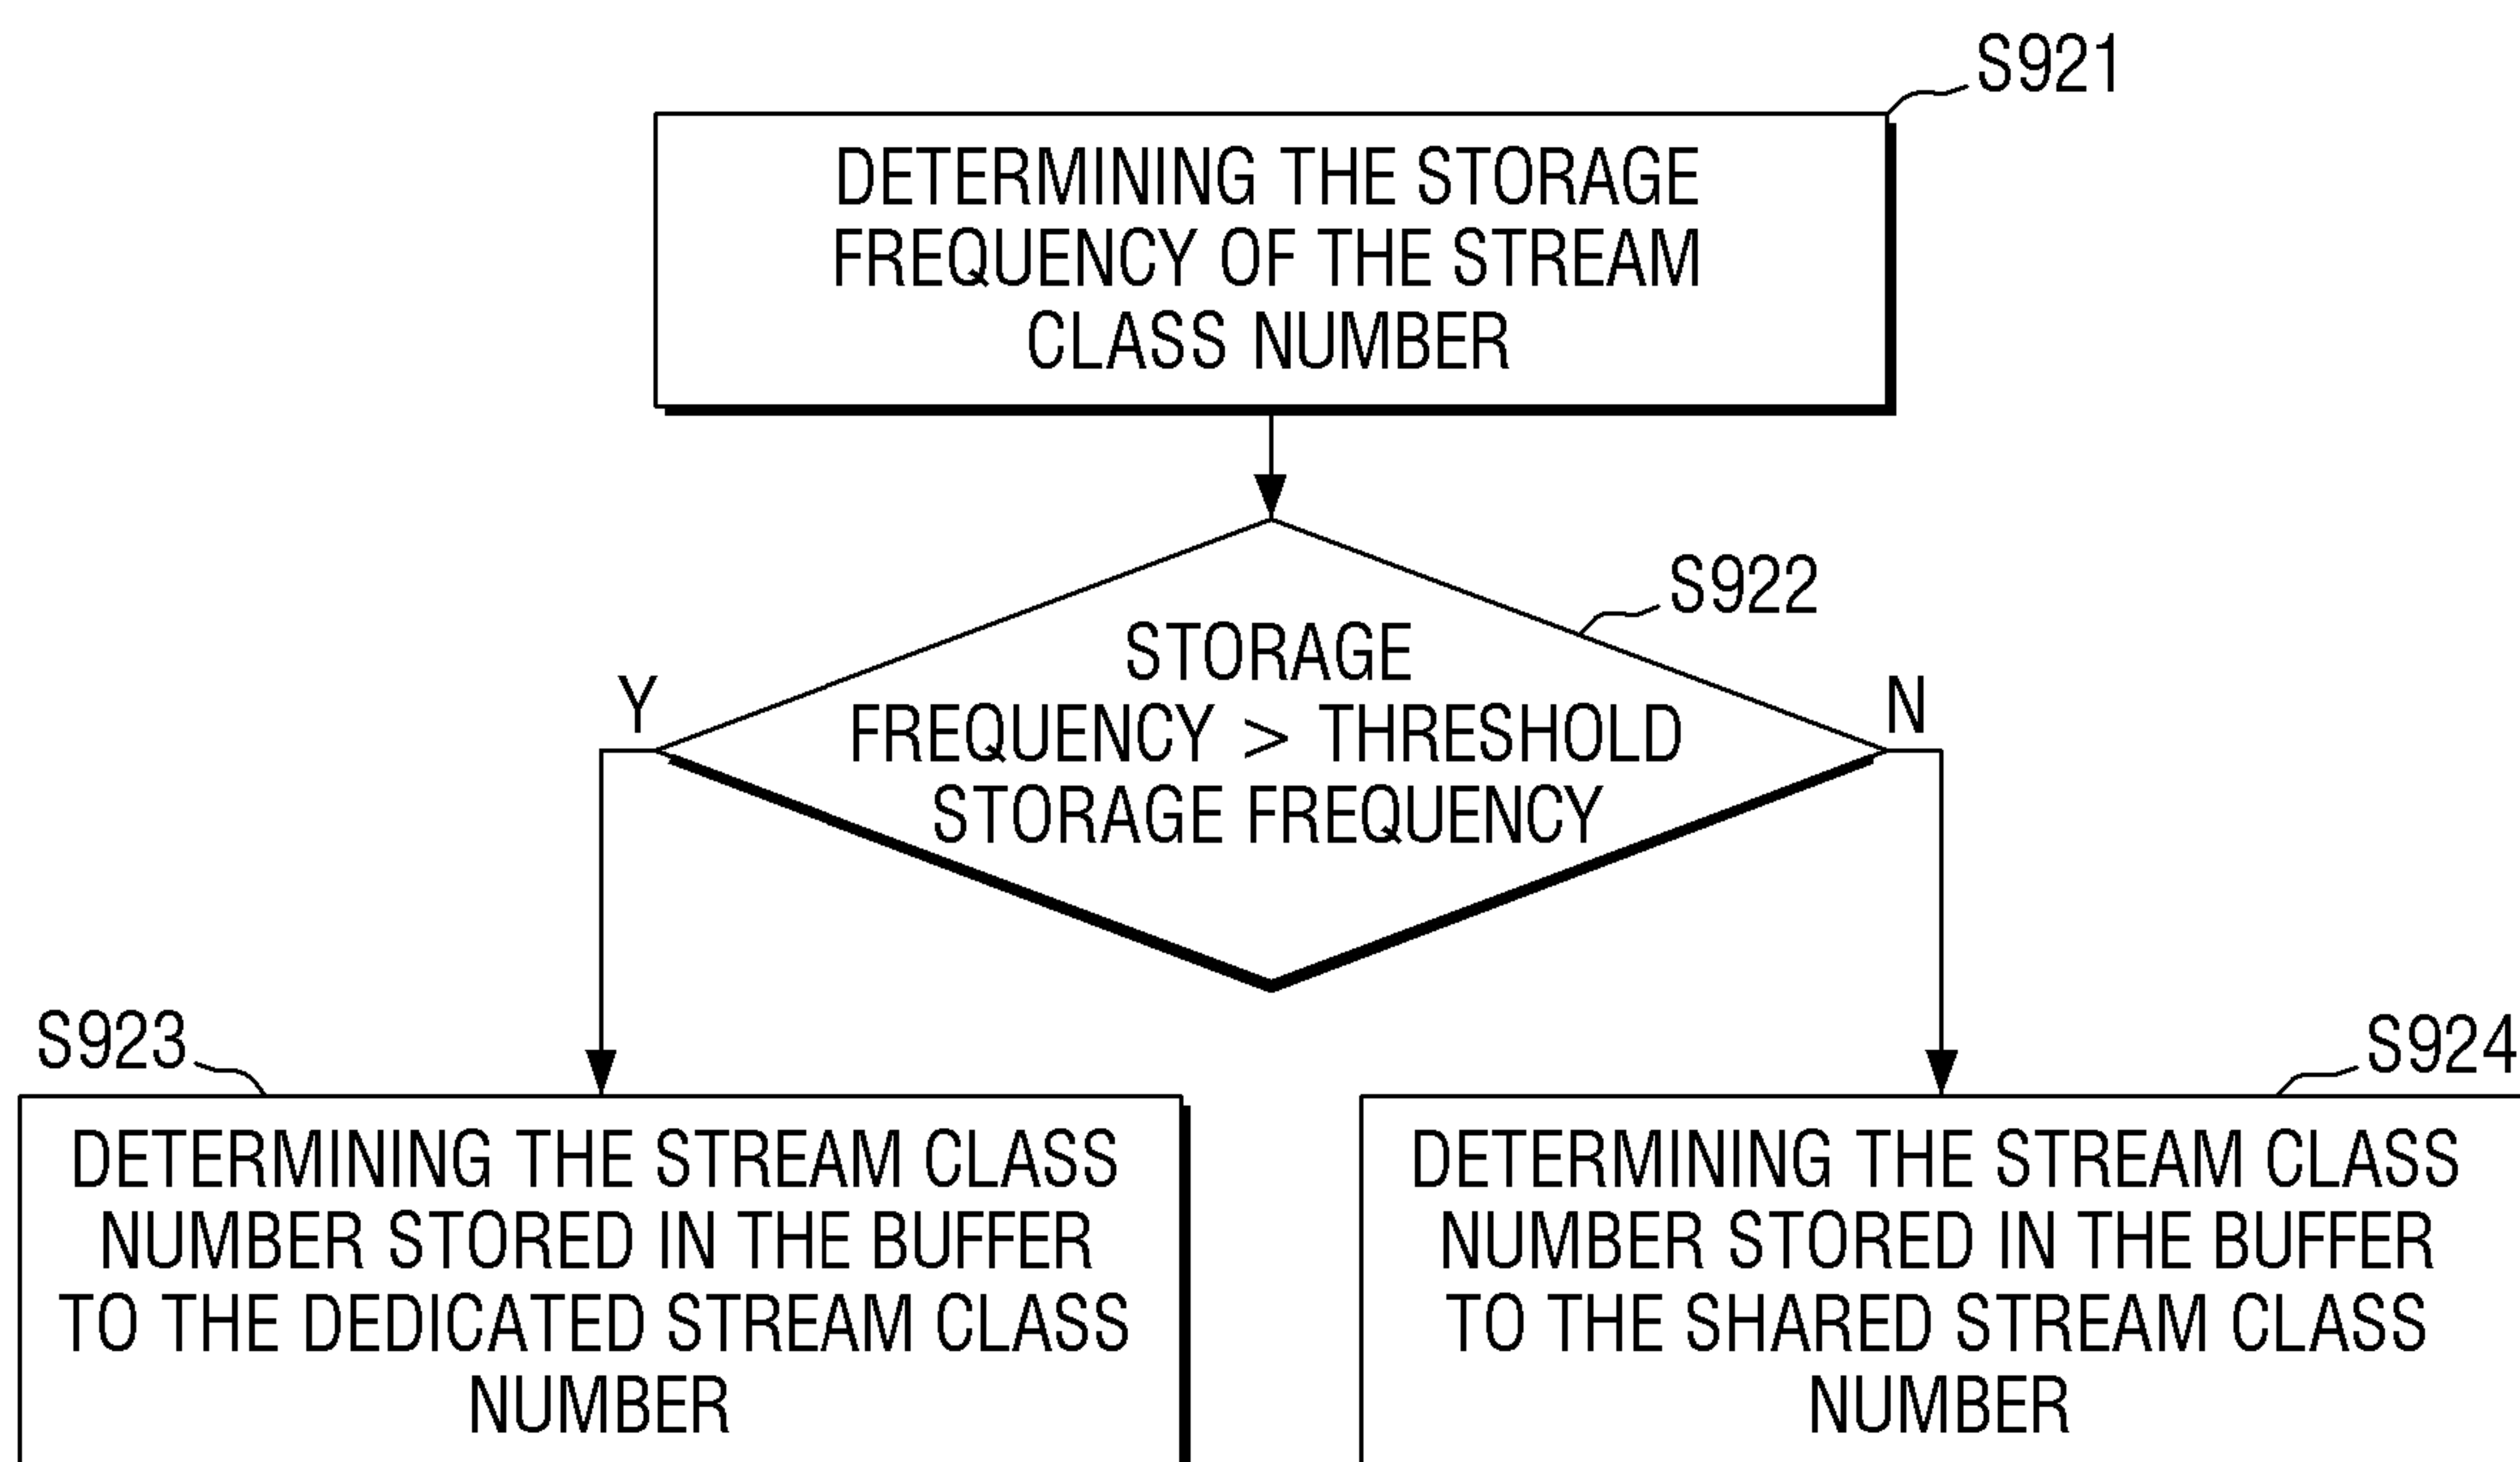 S921
DETERMINING THE STORAGE
FREQUENCY OF THE STREAM
CLASS NUMBER
S922
STORAGE
FREQUENCY > THRESHOLD
STORAGE FREQUENCY
Y
N
S923
DETERMINING THE STREAM CLASS
NUMBER STORED IN THE BUFFER
TO THE DEDICATED STREAM CLASS
NUMBER
S924
DETERMINING THE STREAM CLASS
NUMBER STORED IN THE BUFFER
TO THE SHARED STREAM CLASS
NUMBER